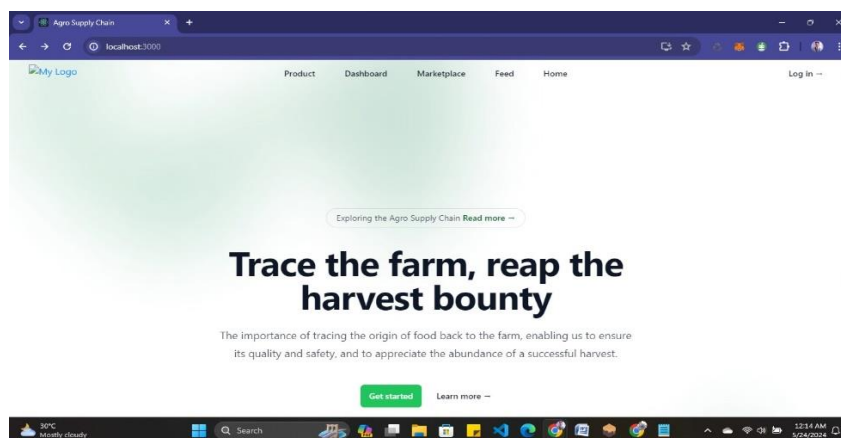 Agro Supply Chain
localhost:3000
My Logo
Product Dashboard Marketplace Feed Home
Log in →
Exploring the Agro Supply Chain Read more →
Trace the farm, reap the
harvest bounty
The importance of tracing the origin of food back to the farm, enabling us to ensure
its quality and safety, and to appreciate the abundance of a successful harvest.
Get started Learn more →
30°C
Mostly cloudy
Search
12:14 AM
5/24/2024